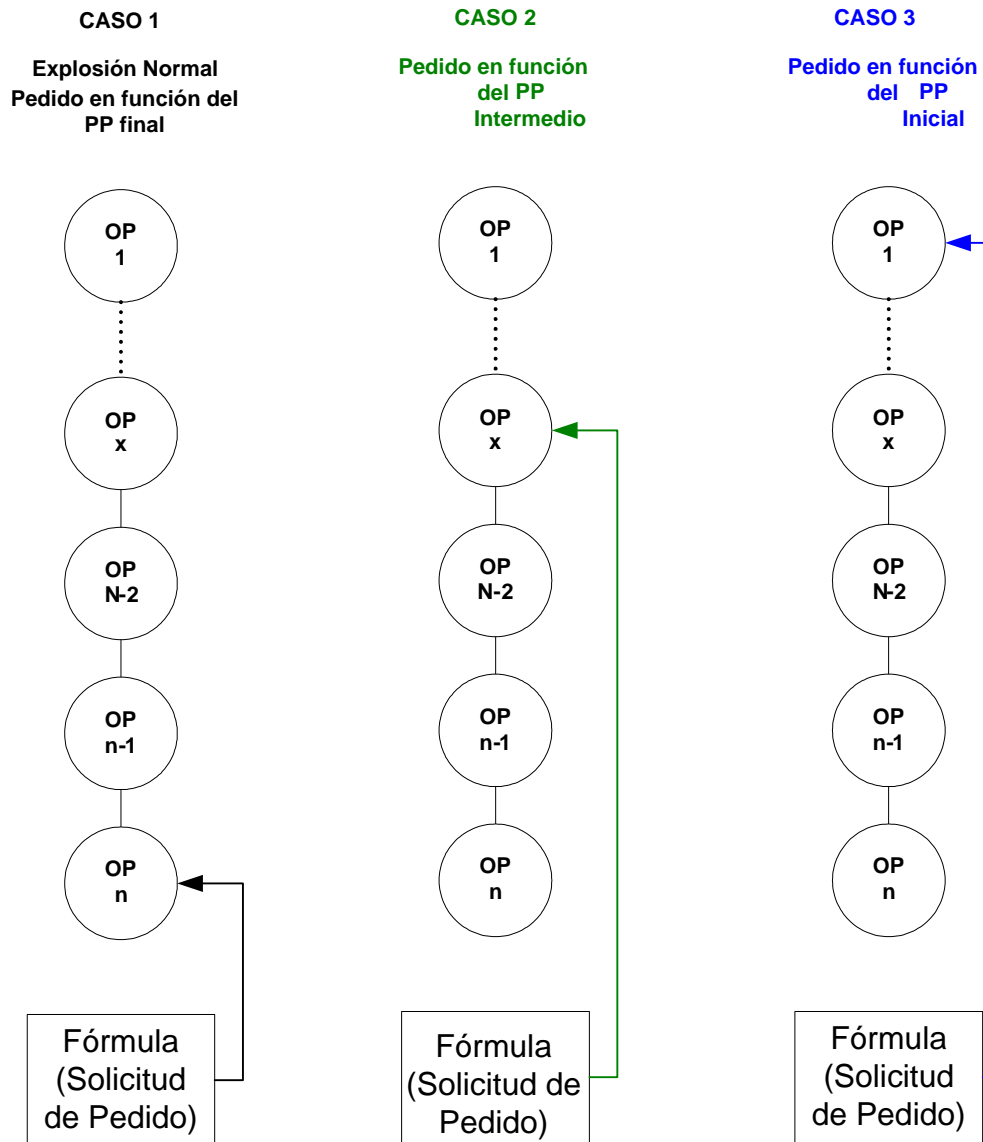 CASO 1
Explosión Normal
Pedido en función del
PP final
OP
1
OP
x
OP
N-2
OP
n-1
OP
n
Fórmula
(Solicitud
de Pedido)
CASO 2
Pedido en función
del PP
Intermedio
OP
1
OP
x
OP
N-2
OP
n-1
OP
n
Fórmula
(Solicitud de
Pedido)
CASO 3
Pedido en función
del PP
Inicial
OP
1
OP
x
OP
N-2
OP
n-1
OP
n
Fórmula
(Solicitud
de Pedido)